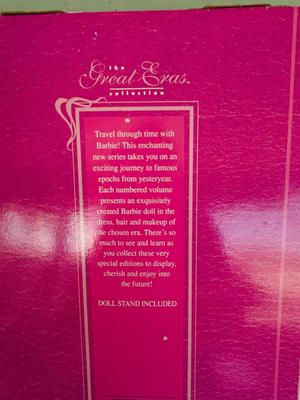 the
Great Eras™
collection
Travel through time with
Barbie! This enchanting
new series takes you on an
exciting journey to famous
epochs from yesteryear.
Each numbered volume
presents an exquisitely
created Barbie doll in the
dress, hair and makeup of
the chosen era. There's so
much to see and learn as
you collect these very
special editions to display,
cherish and enjoy into
the future!
DOLL STAND INCLUDED